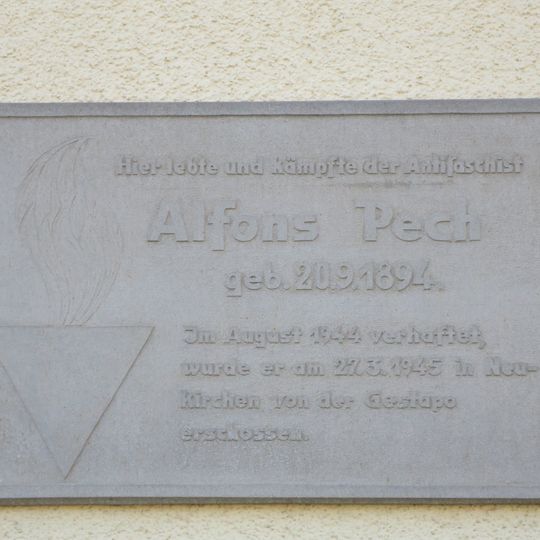 Hier lebte und kämpfte der Antifaschist
Alfons Pech
geb. 20.9.1894.
Im August 1944 verhaftet,
wurde er am 27.3.1945 in Neu-
kirchen von der Gestapo
erschossen.